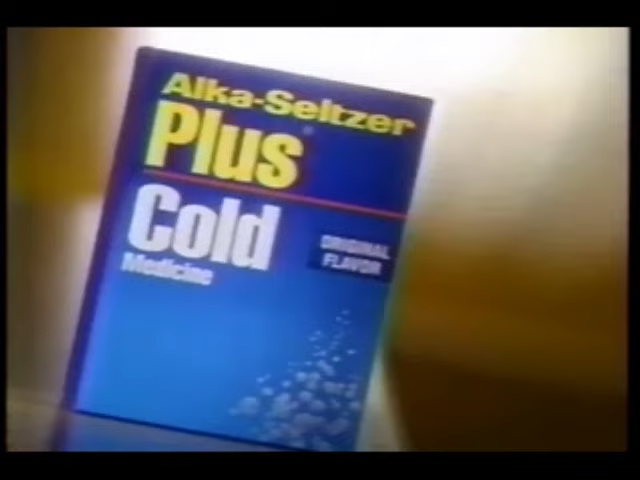 Alka-Seltzer
Plus®
Cold
Medicine
ORIGINAL
FLAVOR